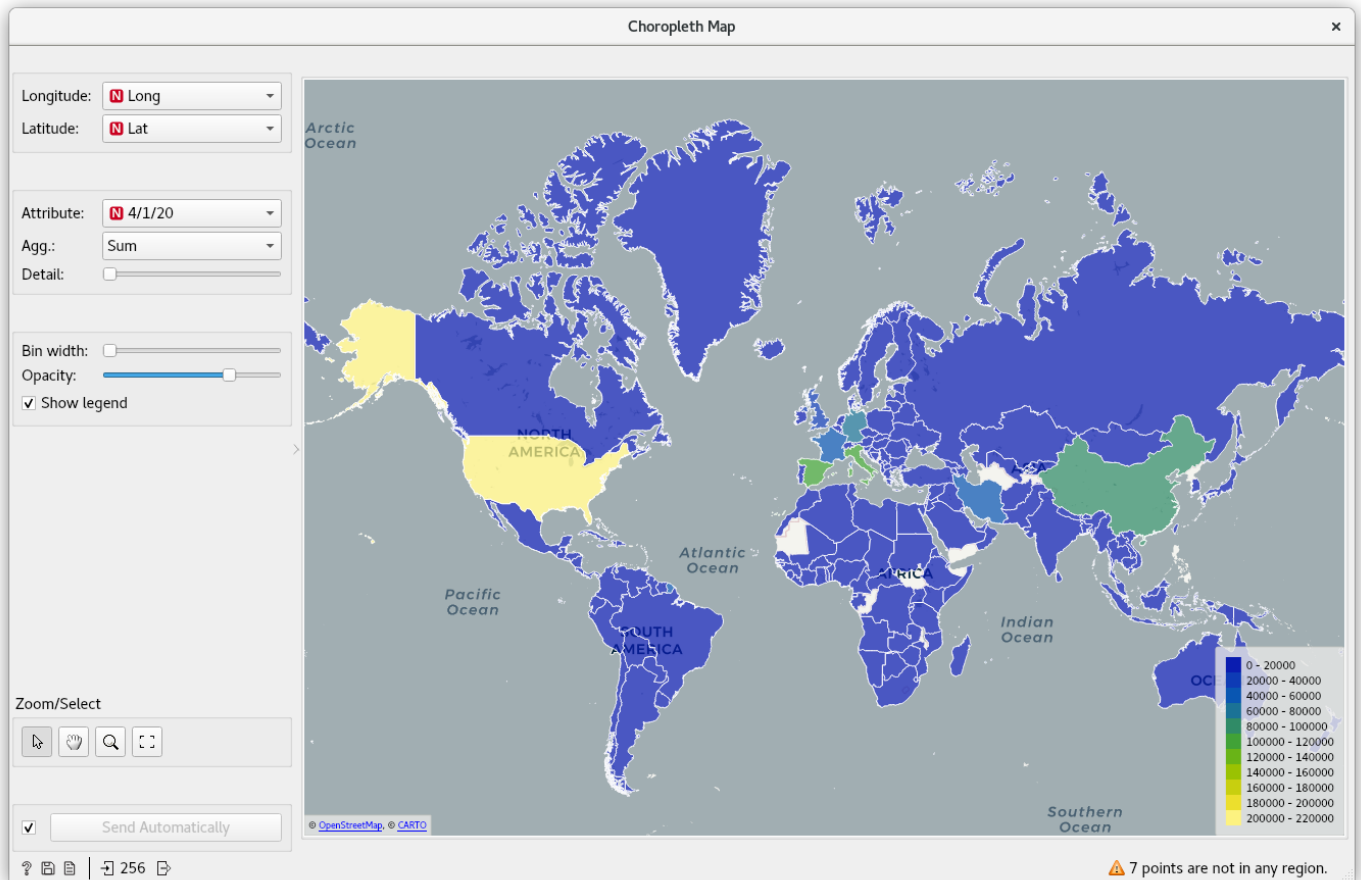 Choropleth Map
Longitude:
N Long
Latitude:
N Lat
Attribute:
N 4/1/20
Agg.:
Sum
Detail:
Bin width:
Opacity:
Show legend
Zoom/Select
Send Automatically
? 256
Arctic
Ocean
NORTH
AMERICA
Atlantic
Ocean
Pacific
Ocean
SOUTH
AMERICA
AFRICA
ASIA
Indian
Ocean
Southern
Ocean
0 - 20000
20000 - 40000
40000 - 60000
60000 - 80000
80000 - 100000
100000 - 120000
120000 - 140000
140000 - 160000
160000 - 180000
180000 - 200000
200000 - 220000
© OpenStreetMap, © CARTO
7 points are not in any region.